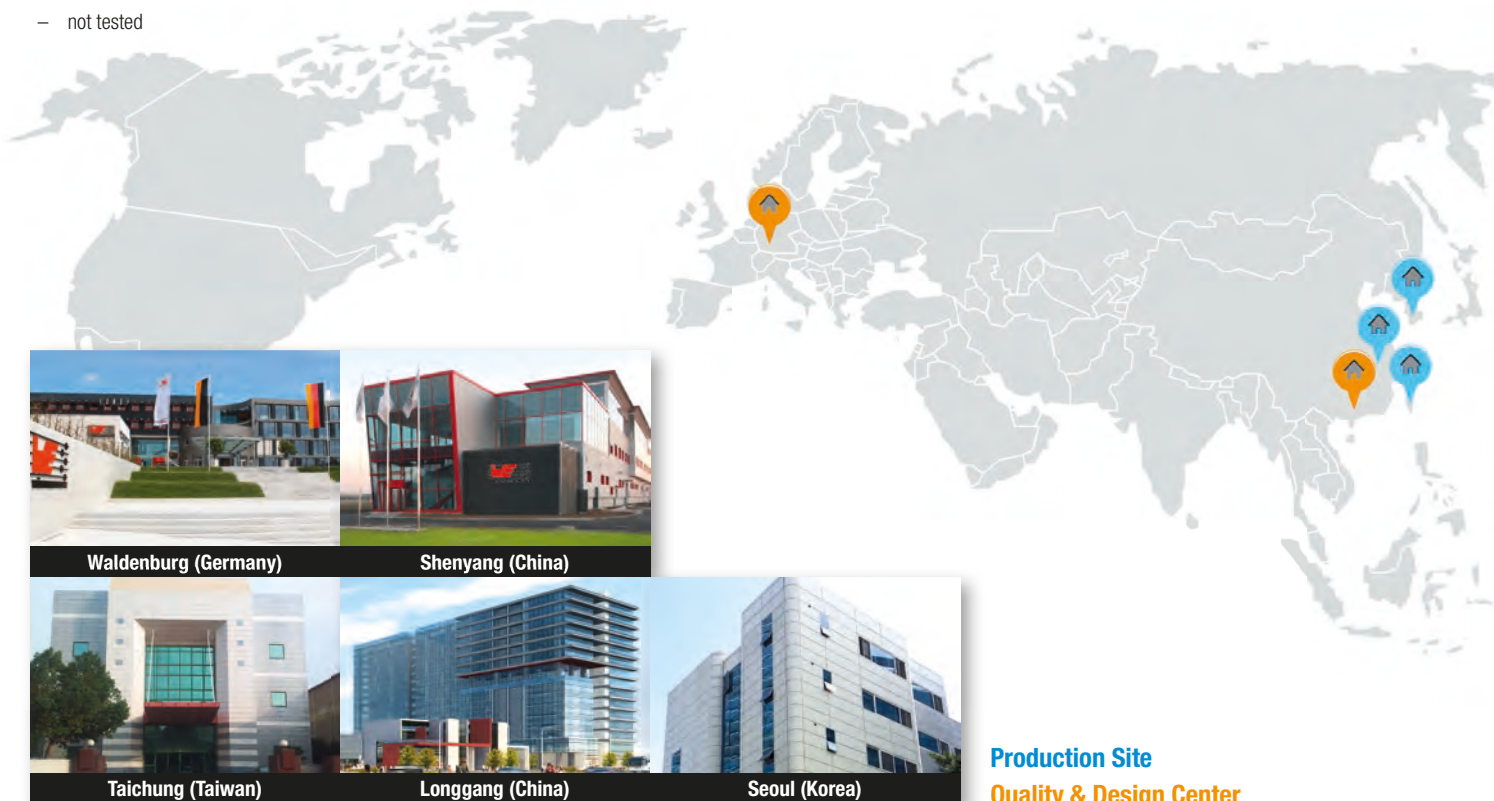 – not tested
Waldenburg (Germany)
Shenyang (China)
Taichung (Taiwan)
Longgang (China)
Seoul (Korea)
Production Site
Quality & Design Center